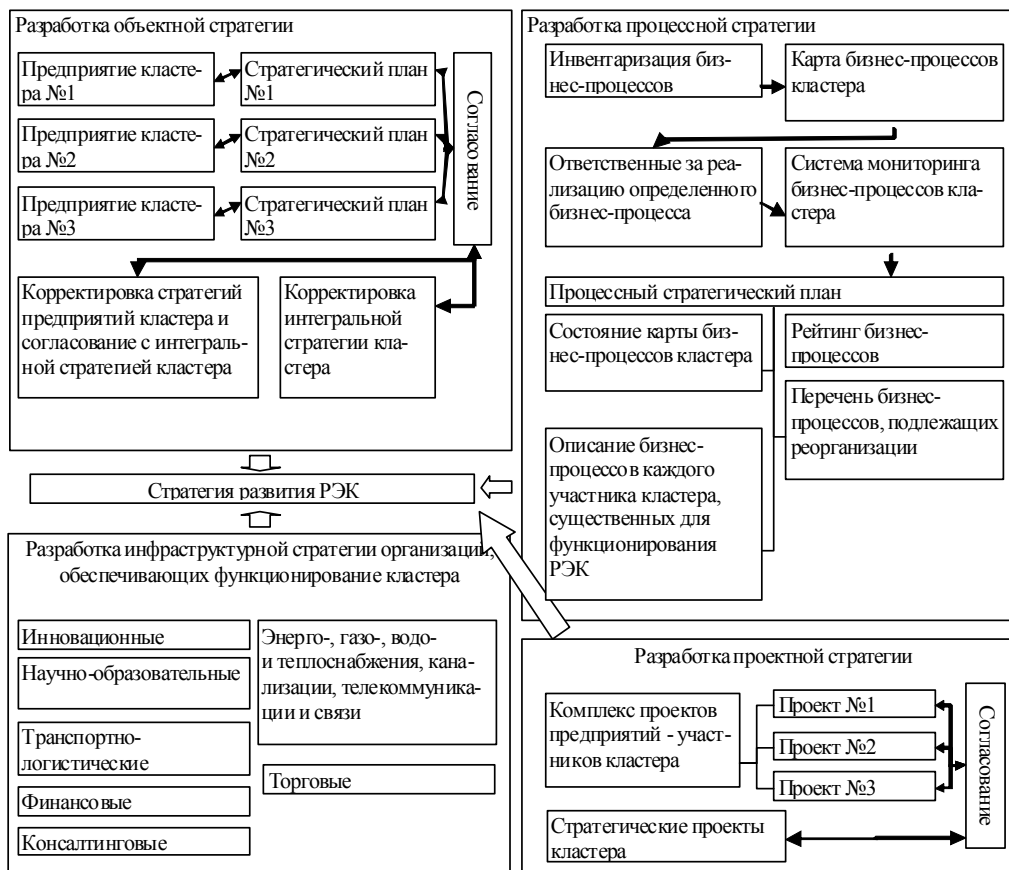 Разработка объектной стратегии
Предприятие класте-
ра №1
Стратегический план
№1
Предприятие класте-
ра №2
Стратегический план
№2
Предприятие класте-
ра №3
Стратегический план
№3
Согласование
Корректировка стратегий
предприятий кластера и
согласование с интеграль-
ной стратегией кластера
Корректировка
интегральной
стратегии кла-
стера
Разработка процессной стратегии
Инвентаризация биз-
нес-процессов
Карта бизнес-процессов
кластера
Ответственные за реа-
лизацию определенного
бизнес-процесса
Система мониторинга
бизнес-процессов кла-
стера
Процессный стратегический план
Состояние карты биз-
нес-процессов кластера
Рейтинг бизнес-
процессов
Перечень бизнес-
процессов, подлежащих
реорганизации
Описание бизнес-
процессов каждого
участника кластера,
существенных для
функционирования
РЭК
Стратегия развития РЭК
Разработка инфраструктурной стратегии организаций,
обеспечивающих функционирование кластера
Инновационные
Научно-образовательные
Транспортно-
логистические
Финансовые
Консалтинговые
Энерго-, газо-, водо-
и теплоснабжения, кана-
лизации, телекоммуника-
ции и связи
Торговые
Разработка проектной стратегии
Комплекс проектов
предприятий - участ-
ников кластера
Проект №1
Проект №2
Проект №3
Согласование
Стратегические проекты
кластера